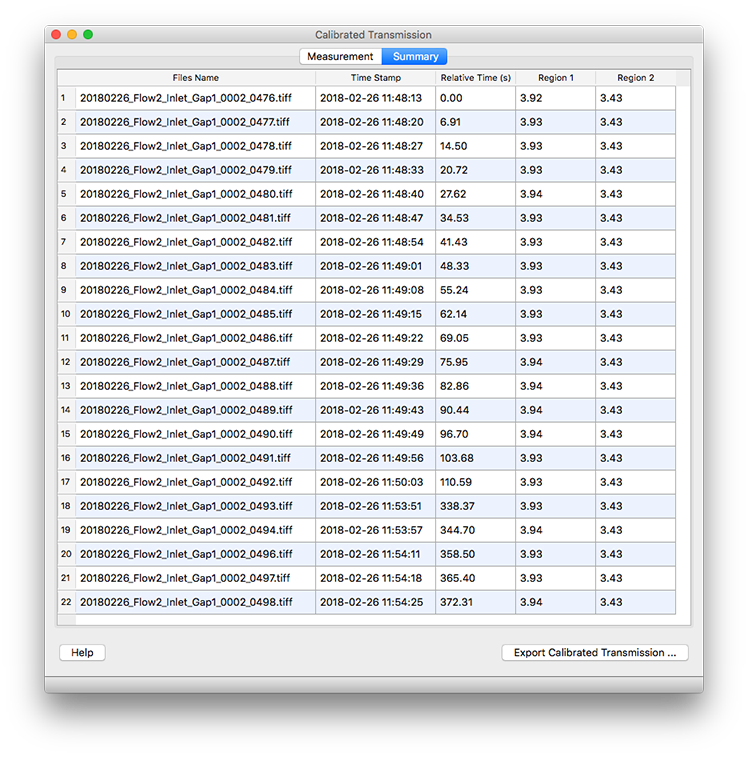 Calibrated Transmission
Measurement Summary
Files Name Time Stamp Relative Time (s) Region 1 Region 2
1 20180226_Flow2_Inlet_Gap1_0002_0476.tiff 2018-02-26 11:48:13 0.00 3.92 3.43
2 20180226_Flow2_Inlet_Gap1_0002_0477.tiff 2018-02-26 11:48:20 6.91 3.93 3.43
3 20180226_Flow2_Inlet_Gap1_0002_0478.tiff 2018-02-26 11:48:27 14.50 3.93 3.43
4 20180226_Flow2_Inlet_Gap1_0002_0479.tiff 2018-02-26 11:48:33 20.72 3.93 3.43
5 20180226_Flow2_Inlet_Gap1_0002_0480.tiff 2018-02-26 11:48:40 27.62 3.94 3.43
6 20180226_Flow2_Inlet_Gap1_0002_0481.tiff 2018-02-26 11:48:47 34.53 3.93 3.43
7 20180226_Flow2_Inlet_Gap1_0002_0482.tiff 2018-02-26 11:48:54 41.43 3.93 3.43
8 20180226_Flow2_Inlet_Gap1_0002_0483.tiff 2018-02-26 11:49:01 48.33 3.93 3.43
9 20180226_Flow2_Inlet_Gap1_0002_0484.tiff 2018-02-26 11:49:08 55.24 3.93 3.43
10 20180226_Flow2_Inlet_Gap1_0002_0485.tiff 2018-02-26 11:49:15 62.14 3.93 3.43
11 20180226_Flow2_Inlet_Gap1_0002_0486.tiff 2018-02-26 11:49:22 69.05 3.93 3.43
12 20180226_Flow2_Inlet_Gap1_0002_0487.tiff 2018-02-26 11:49:29 75.95 3.94 3.43
13 20180226_Flow2_Inlet_Gap1_0002_0488.tiff 2018-02-26 11:49:36 82.86 3.94 3.43
14 20180226_Flow2_Inlet_Gap1_0002_0489.tiff 2018-02-26 11:49:43 90.44 3.94 3.43
15 20180226_Flow2_Inlet_Gap1_0002_0490.tiff 2018-02-26 11:49:49 96.70 3.94 3.43
16 20180226_Flow2_Inlet_Gap1_0002_0491.tiff 2018-02-26 11:49:56 103.68 3.93 3.43
17 20180226_Flow2_Inlet_Gap1_0002_0492.tiff 2018-02-26 11:50:03 110.59 3.93 3.43
18 20180226_Flow2_Inlet_Gap1_0002_0493.tiff 2018-02-26 11:53:51 338.37 3.93 3.43
19 20180226_Flow2_Inlet_Gap1_0002_0494.tiff 2018-02-26 11:53:57 344.70 3.94 3.43
20 20180226_Flow2_Inlet_Gap1_0002_0496.tiff 2018-02-26 11:54:11 358.50 3.93 3.43
21 20180226_Flow2_Inlet_Gap1_0002_0497.tiff 2018-02-26 11:54:18 365.40 3.93 3.43
22 20180226_Flow2_Inlet_Gap1_0002_0498.tiff 2018-02-26 11:54:25 372.31 3.94 3.43
Help Export Calibrated Transmission ...